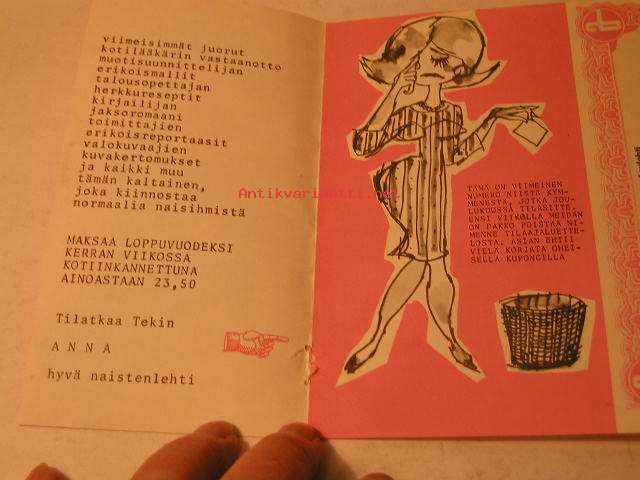 viimeisimmät juorut
kotilääkärin vastaanotto
muotisuunnittelijan
erikoismallit
talousopettajan
herkkureseptit
kirjailijan
jaksoromaani
toimittajien
erikoisreportaasit
valokuvaajien
kuvakertomukset
ja kaikki muu
tämän kaltainen,
joka kiinnostaa
normaalia naisihmistä
MAKSAA LOPPUVUODEKSI
KERRAN VIIKOSSA
KOTIINKANNETTUNA
AINOASTAAN 23,50
Tilatkaa Tekin
ANNA
hyvä naistenlehti
Antikvariaatti.net
TÄMÄ ON VIIMEINEN
NUMERO NIISTÄ KYM-
MENESTÄ, JOTKA JOU-
LUKUUSSA TILASITTE.
ENSI VIIKOLLA MEIDÄN
ON PAKKO POISTAA NI-
MENNE TILAAJALUETTE-
LOSTA. ASIAN EHTII
VIELÄ KORJATA OHEI-
SELLA KUPONGILLA